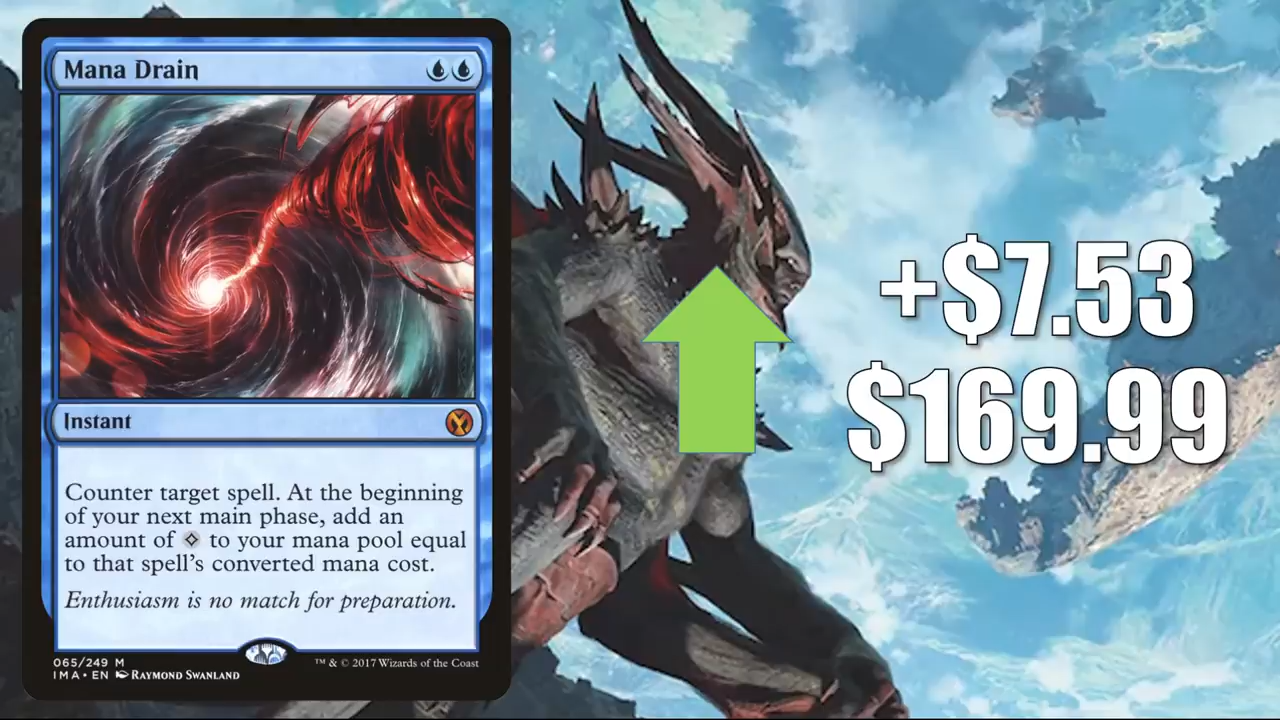 Mana Drain
Instant
Counter target spell. At the beginning
of your next main phase, add an
amount of to your mana pool equal
to that spell's converted mana cost.
Enthusiasm is no match for preparation.
065/249 M
IMA • EN RAYMOND SWANLAND
™ & © 2017 Wizards of the Coast
+$7.53
$169.99